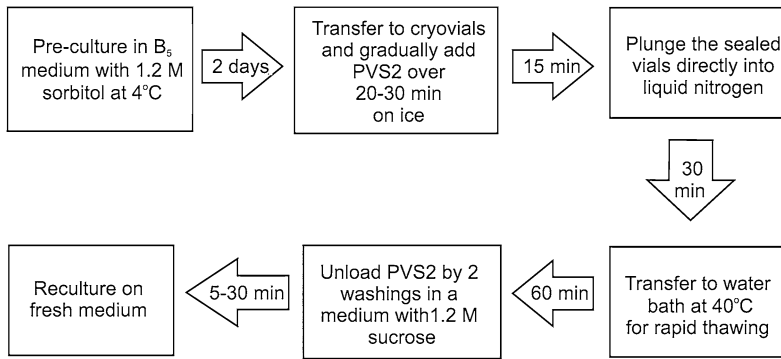 Pre-culture in B5
medium with 1.2 M
sorbitol at 4°C
2 days
Transfer to cryovials
and gradually add
PVS2 over
20-30 min
on ice
15 min
Plunge the sealed
vials directly into
liquid nitrogen
30
min
Transfer to water
bath at 40°C
for rapid thawing
60 min
Unload PVS2 by 2
washings in a
medium with1.2 M
sucrose
5-30 min
Reculture on
fresh medium